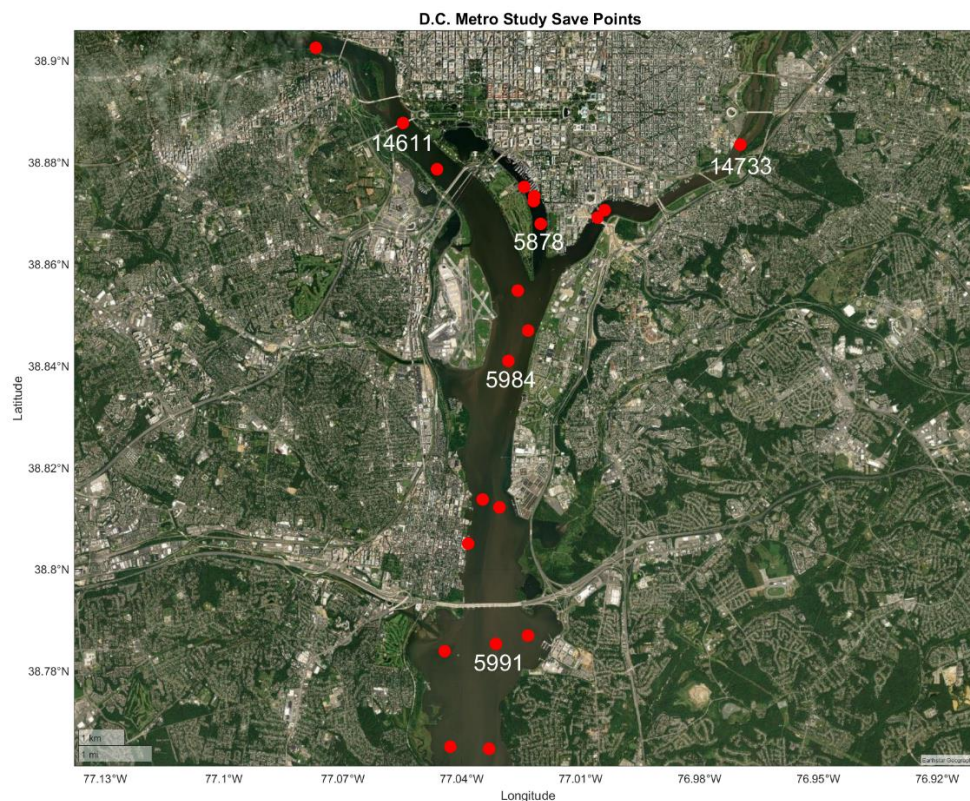 D.C. Metro Study Save Points
38.9°N
14611
38.88°N
14733
5878
38.86°N
38.84°N
5984
Latitude
38.82°N
38.8°N
38.78°N
5991
1 km
1 mi
Earthstar Geograph
77.13°W 77.1°W 77.07°W 77.04°W 77.01°W 76.98°W 76.95°W 76.92°W
Longitude